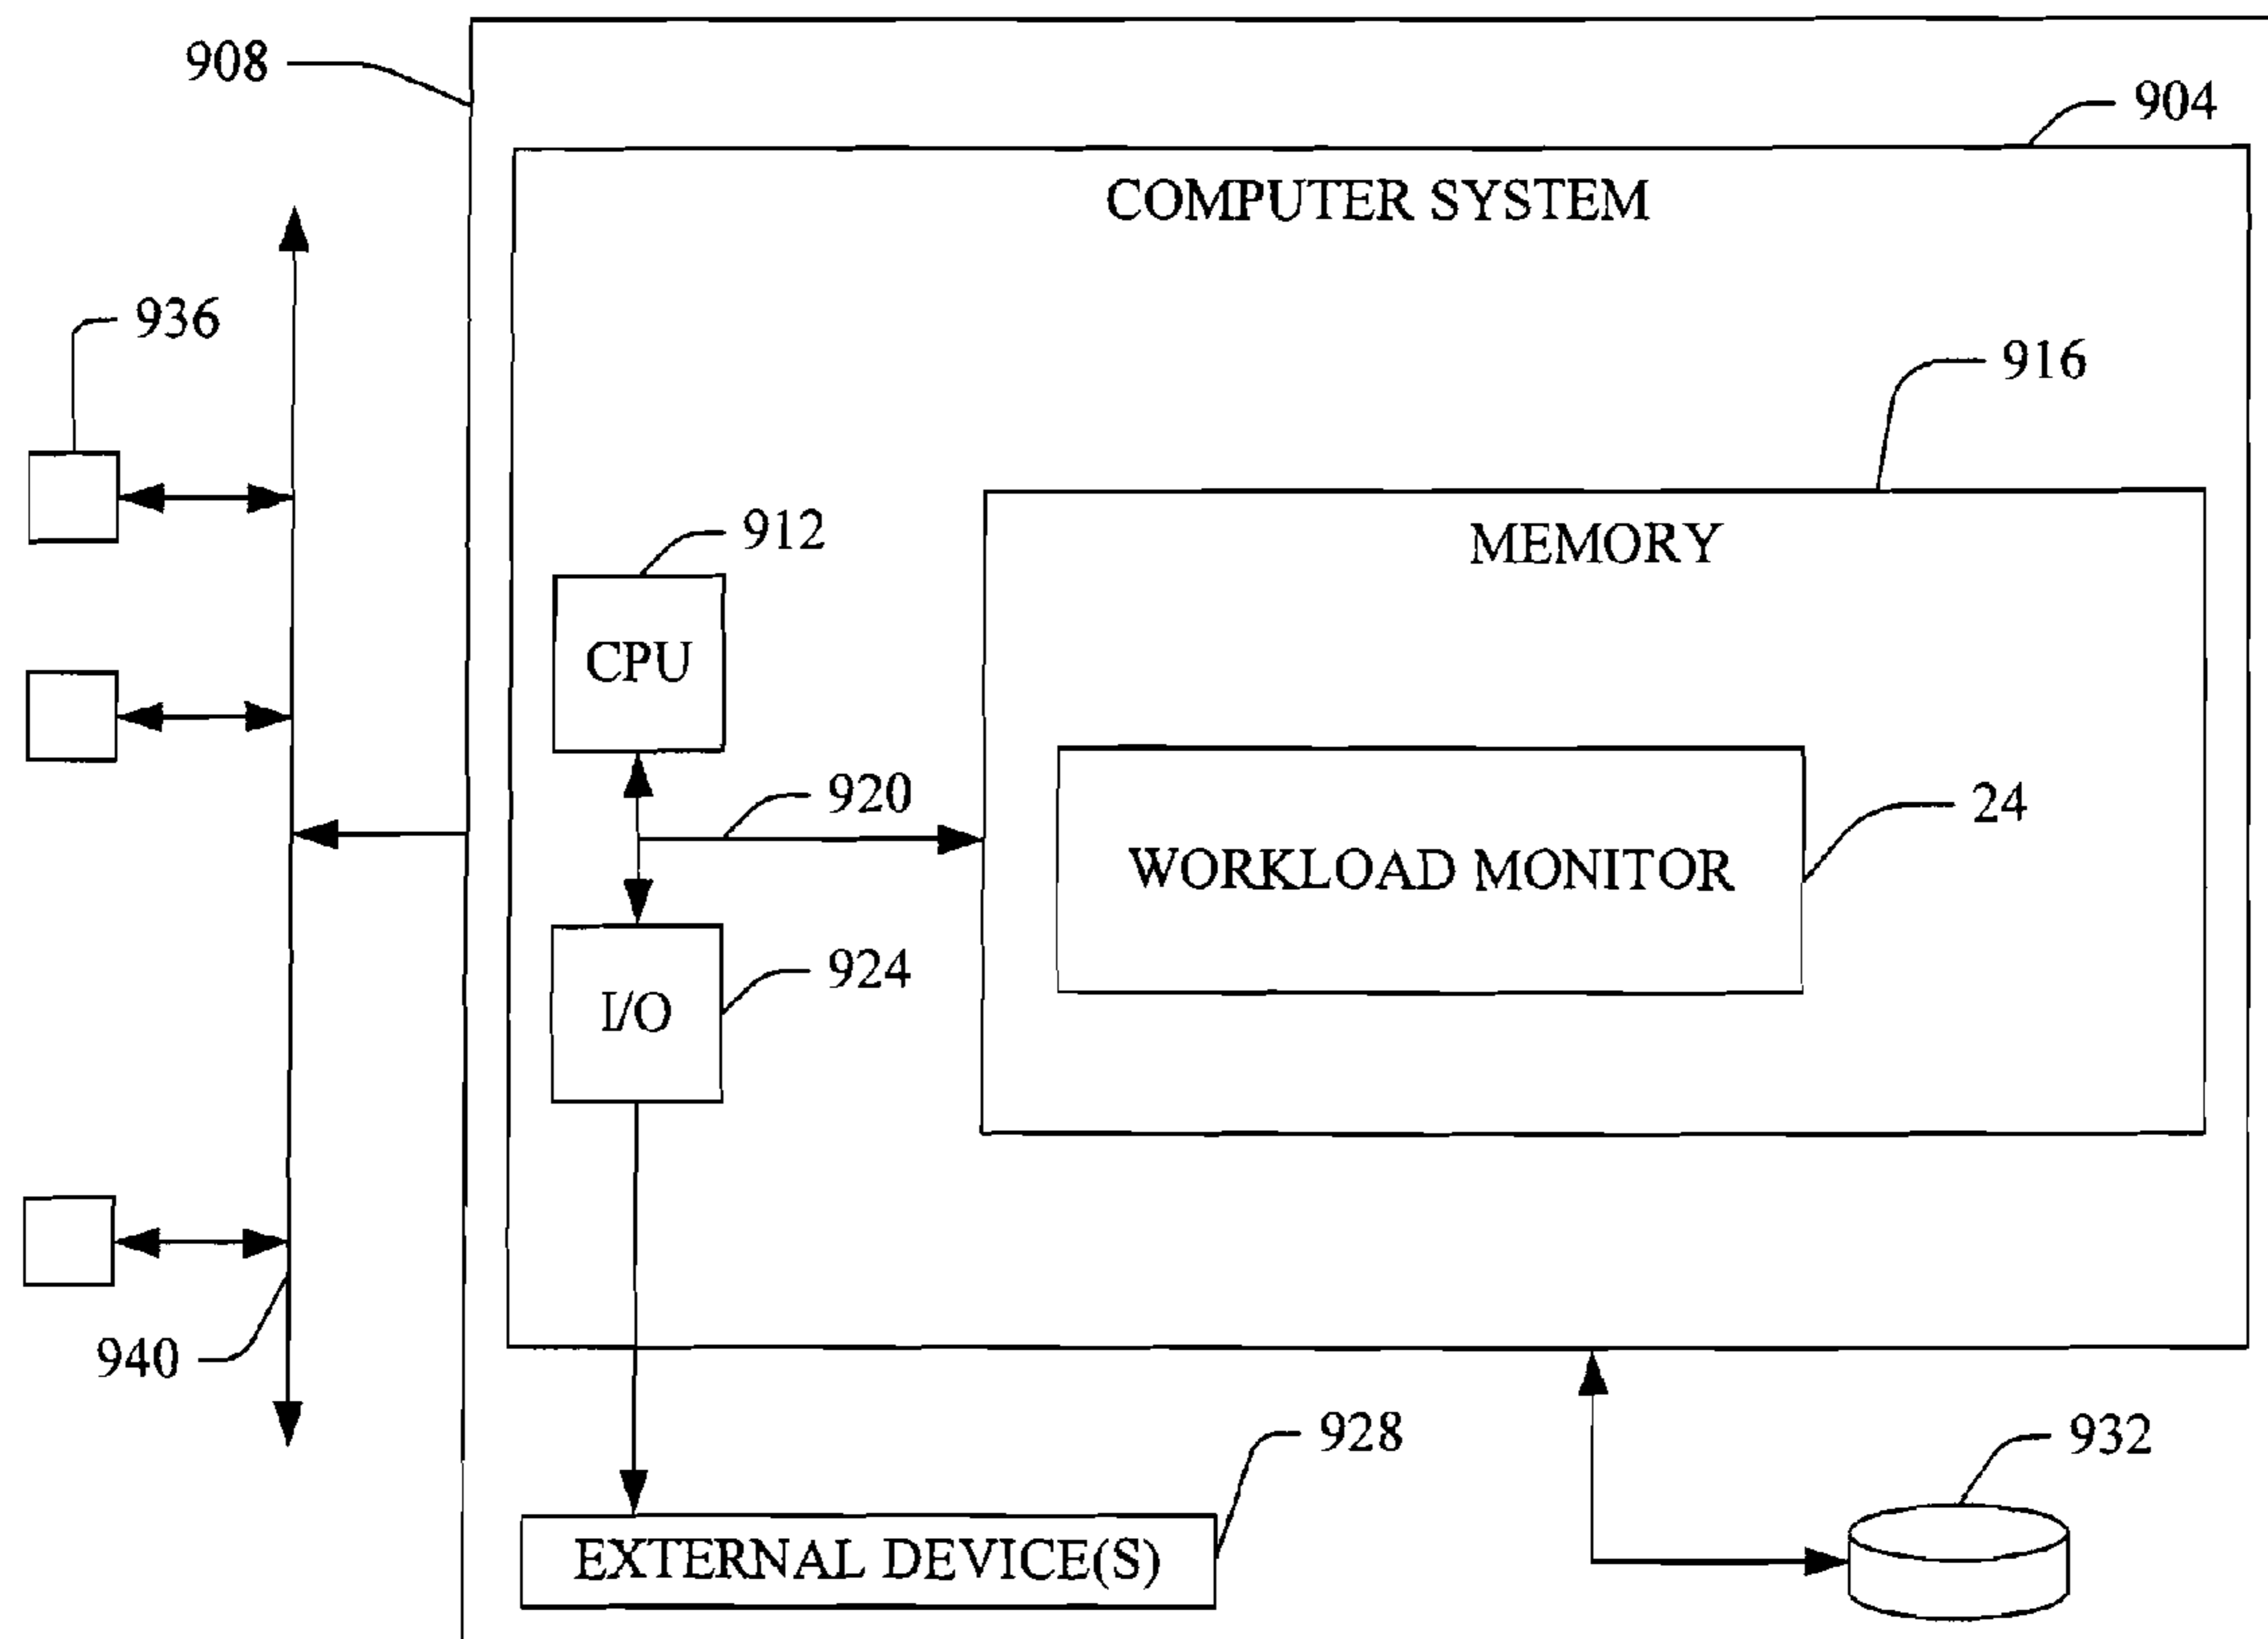 908
904
COMPUTER SYSTEM
936
916
912
MEMORY
CPU
920
24
WORKLOAD MONITOR
924
I/O
940
928
932
EXTERNAL DEVICE(S)